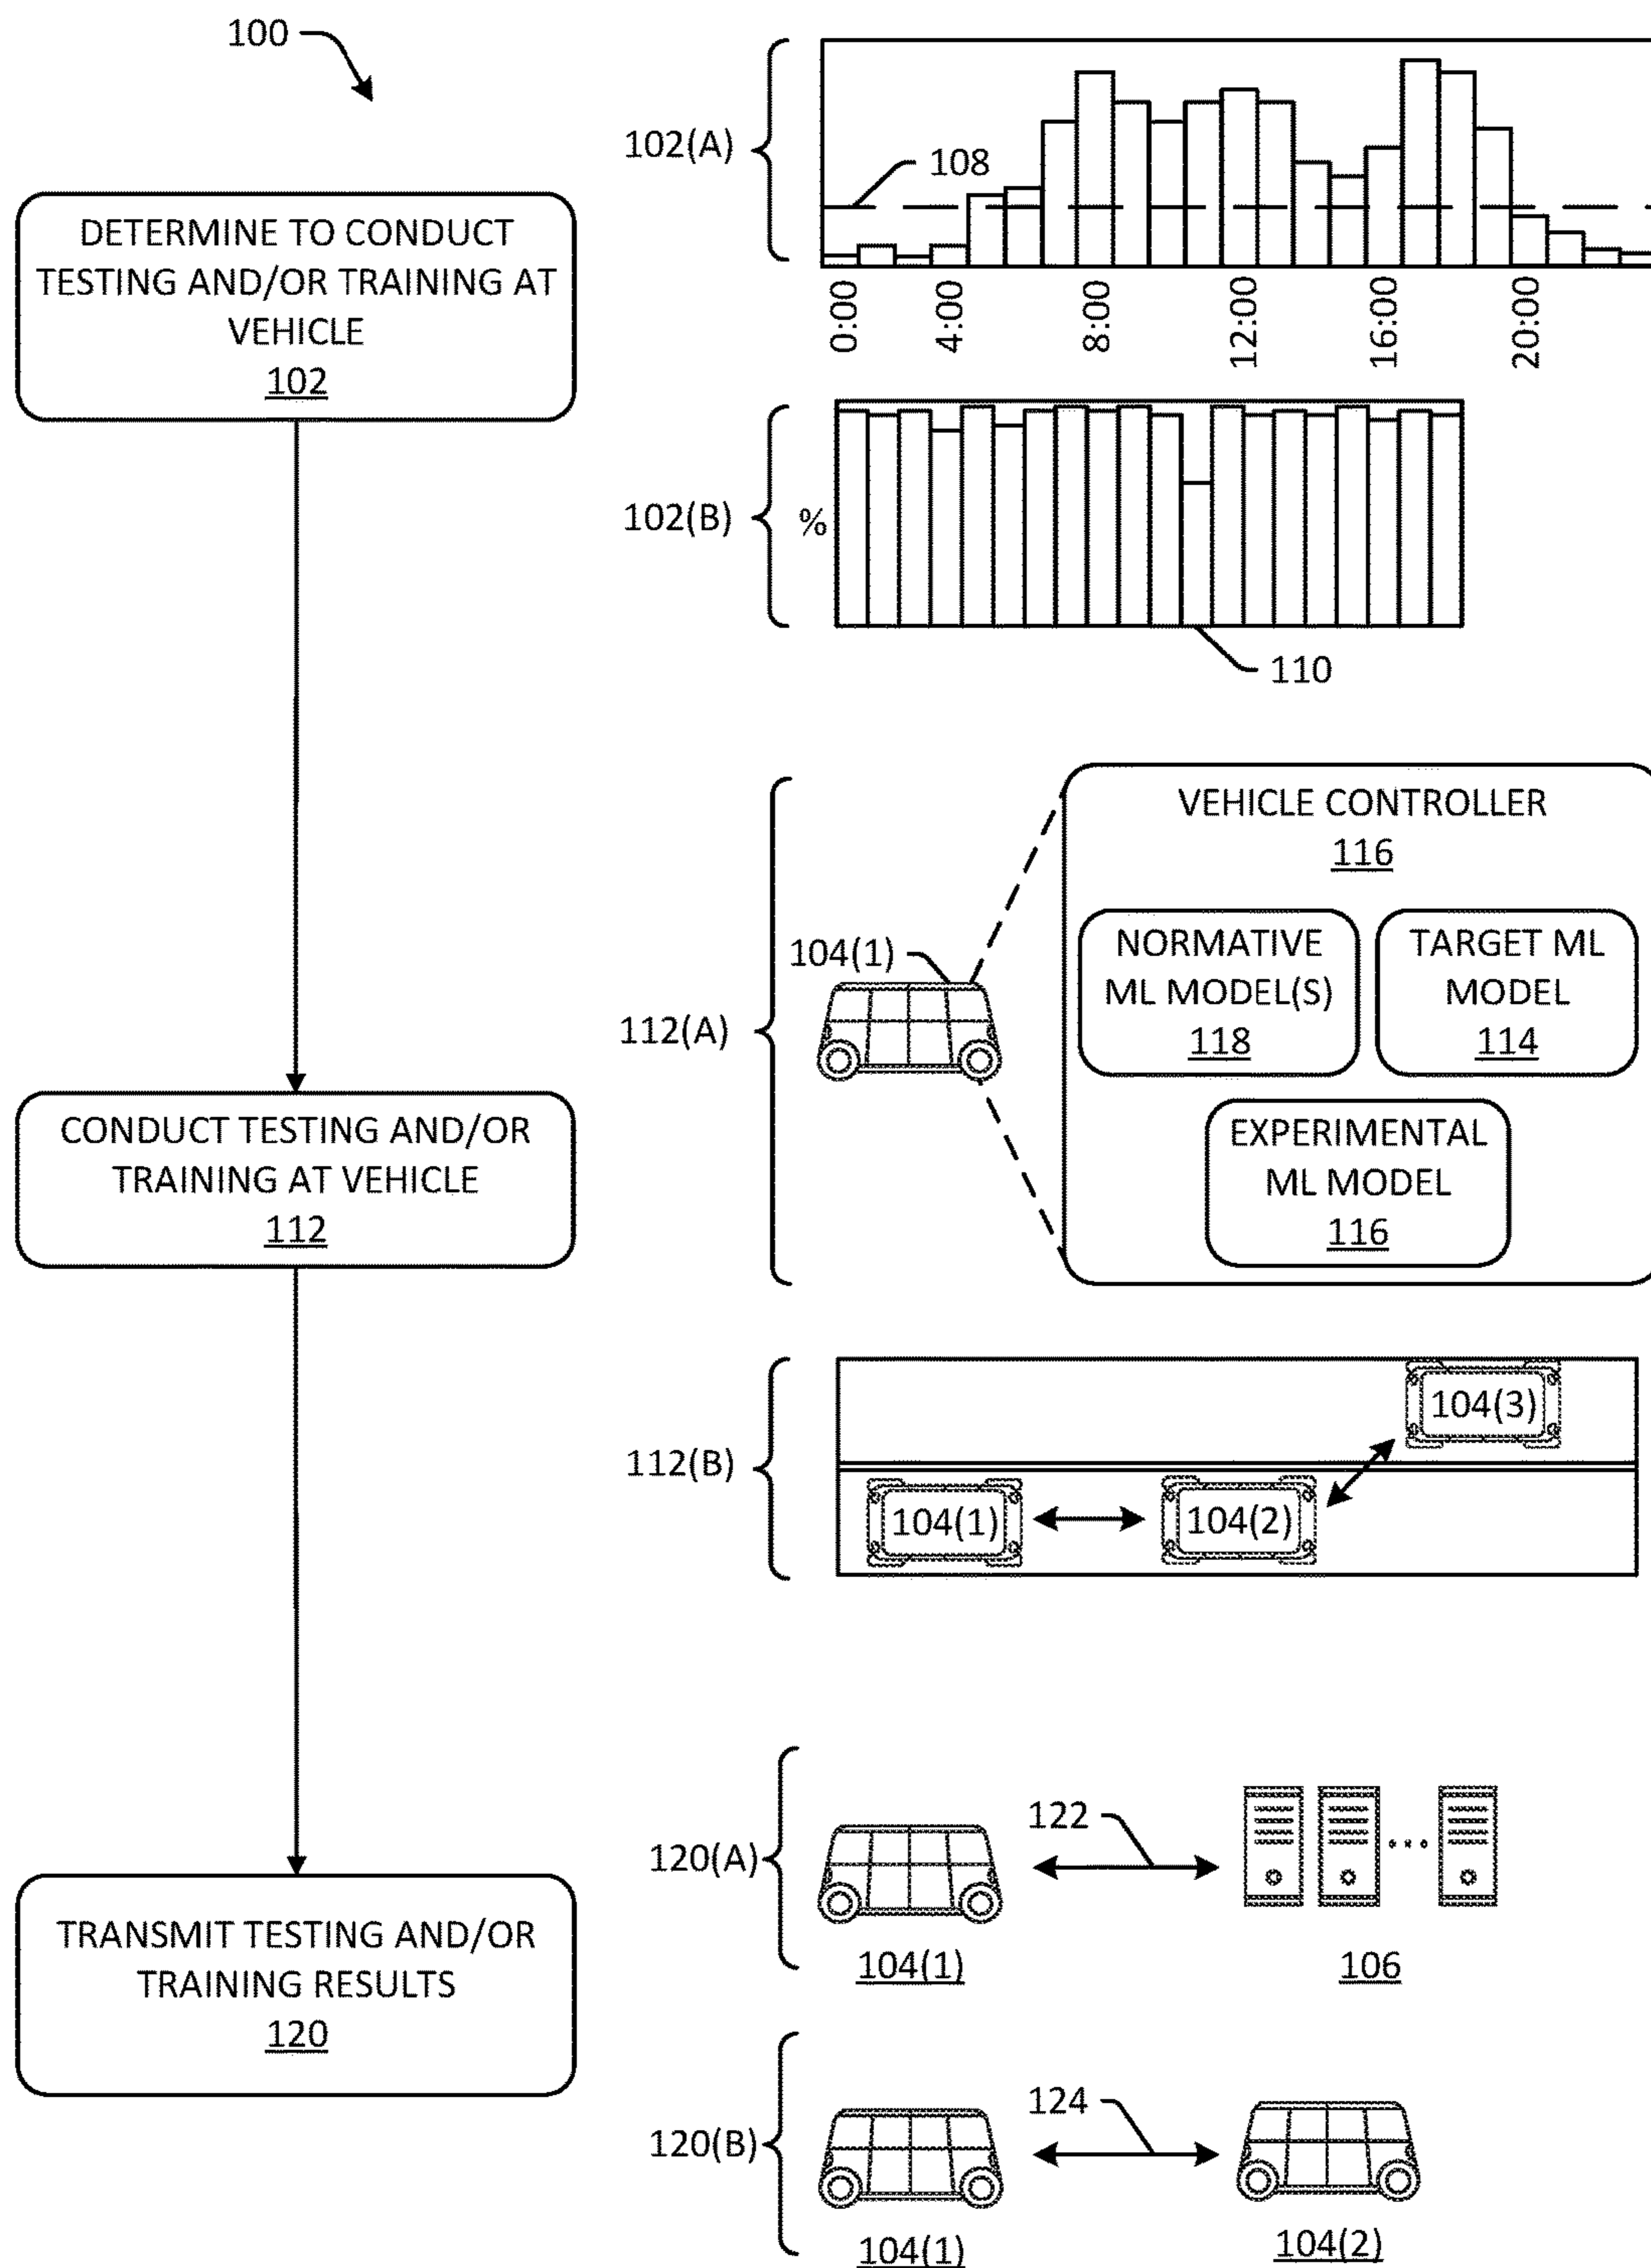 100
DETERMINE TO CONDUCT
TESTING AND/OR TRAINING AT
VEHICLE
102
102(A)
108
0:00
4:00
8:00
12:00
16:00
20:00
102(B)
%
110
CONDUCT TESTING AND/OR
TRAINING AT VEHICLE
112
112(A)
104(1)
VEHICLE CONTROLLER
116
NORMATIVE
ML MODEL(S)
118
TARGET ML
MODEL
114
EXPERIMENTAL
ML MODEL
116
112(B)
104(3)
104(1)
104(2)
TRANSMIT TESTING AND/OR
TRAINING RESULTS
120
120(A)
122
104(1)
106
120(B)
124
104(1)
104(2)